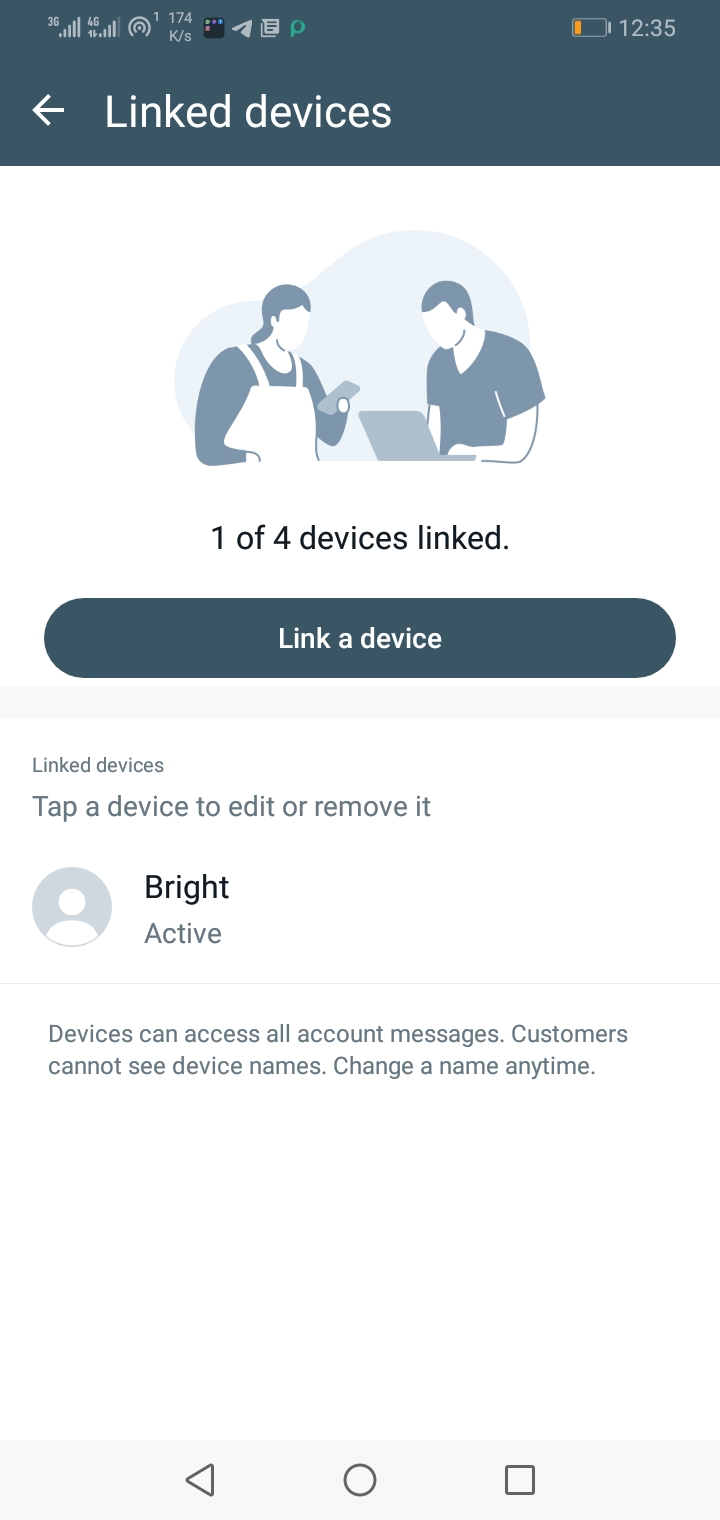 3G 4G 1 174 K/s 12:35
Linked devices
1 of 4 devices linked.
Link a device
Linked devices
Tap a device to edit or remove it
Bright
Active
Devices can access all account messages. Customers
cannot see device names. Change a name anytime.